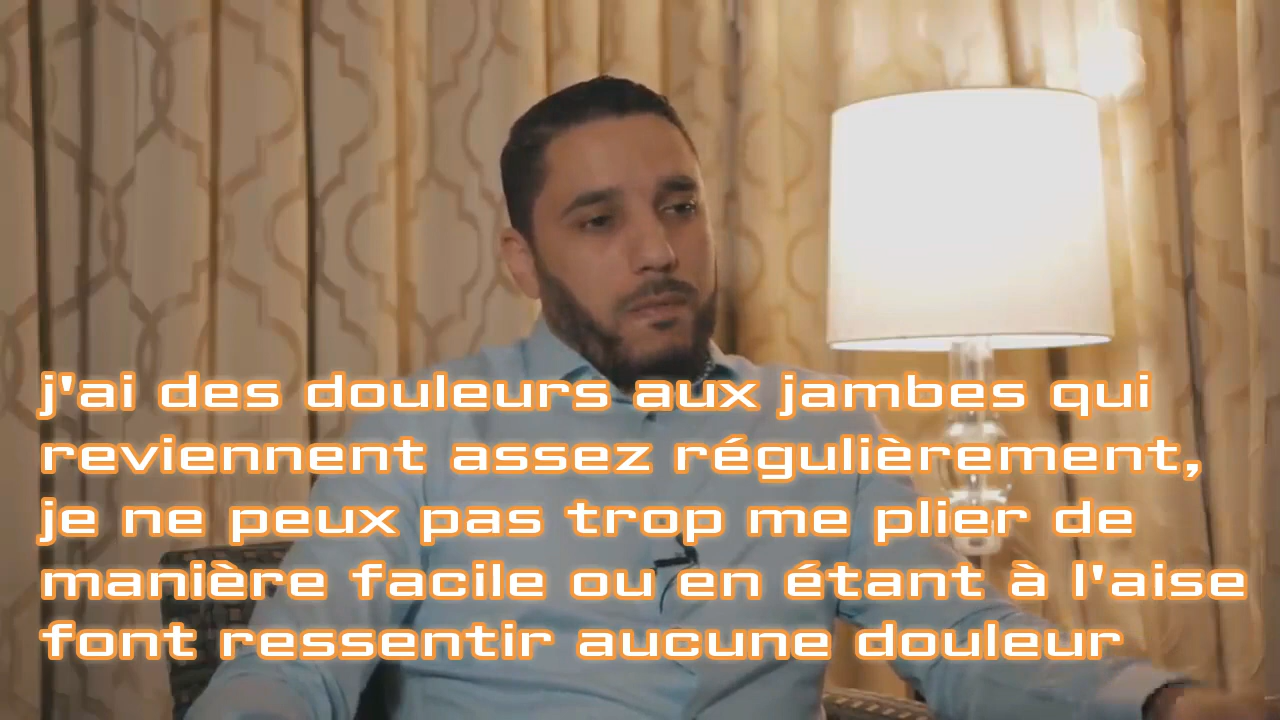 j'ai des douleurs aux jambes qui
reviennent assez régulièrement,
je ne peux pas trop me plier de
manière facile ou en étant à l'aise
font ressentir aucune douleur